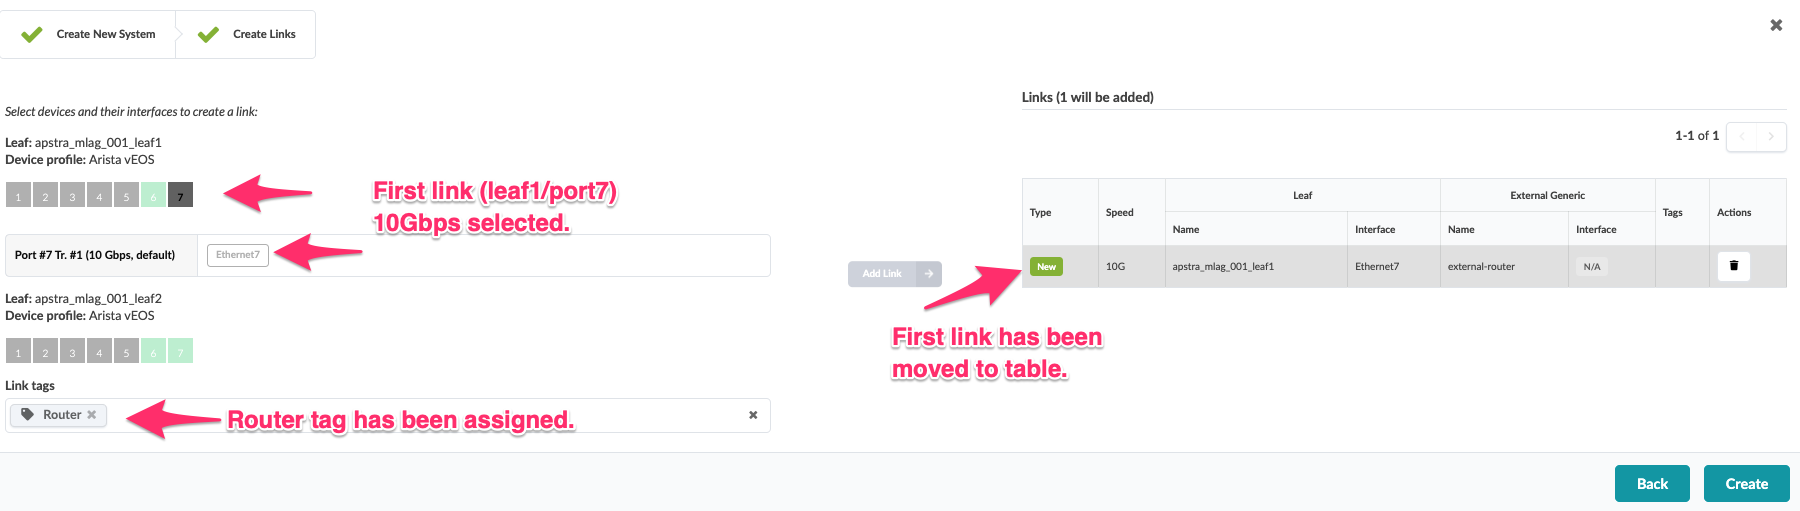 Create New System
Create Links
Select devices and their interfaces to create a link:
Leaf: apstra_mlag_001_leaf1
Device profile: Arista vEOS
1 2 3 4 5 6 7
First link (leaf1/port7)
10Gbps selected.
Port #7 Tr. #1 (10 Gbps, default)
Ethernet7
Leaf: apstra_mlag_001_leaf2
Device profile: Arista vEOS
1 2 3 4 5 6 7
Link tags
Router
Router tag has been assigned.
Add Link
Links (1 will be added)
1-1 of 1
Type Speed Leaf External Generic Tags Actions
Name Interface Name Interface
New 10G apstra_mlag_001_leaf1 Ethernet7 external-router N/A
First link has been
moved to table.
Back
Create